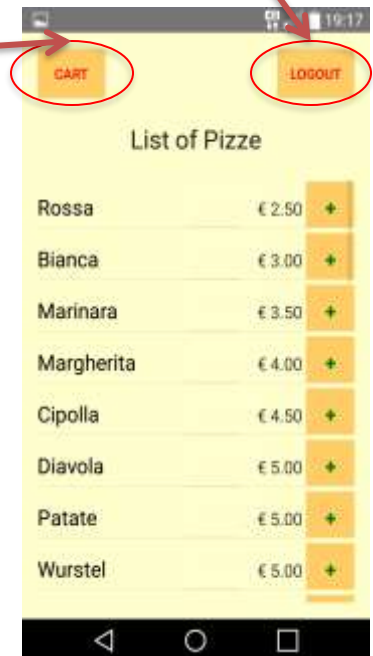 19:17
CART LOGOUT
List of Pizze
Rossa € 2.50 +
Bianca € 3.00 +
Marinara € 3.50 +
Margherita € 4.00 +
Cipolla € 4.50 +
Diavola € 5.00 +
Patate € 5.00 +
Wurstel € 5.00 +